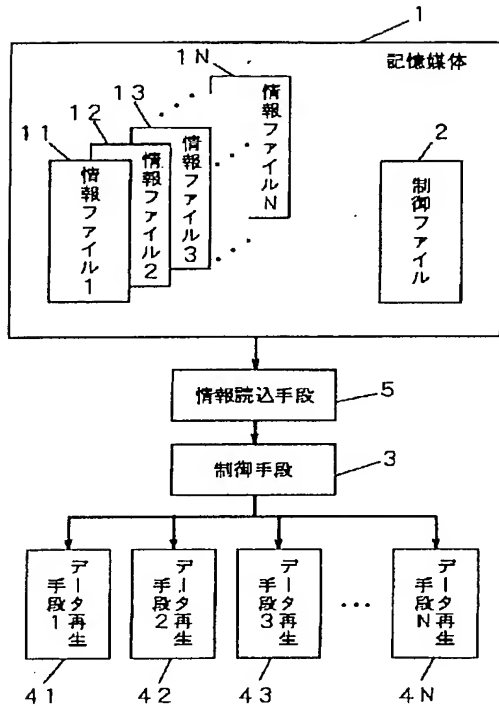 1
記憶媒体
1N
13
12
11
情報ファイル1
情報ファイル2
情報ファイル3
情報ファイルN
2
制御ファイル
情報読込手段
5
制御手段
3
データ再生
手段1
データ再生
手段2
データ再生
手段3
データ再生
手段N
41
42
43
4N